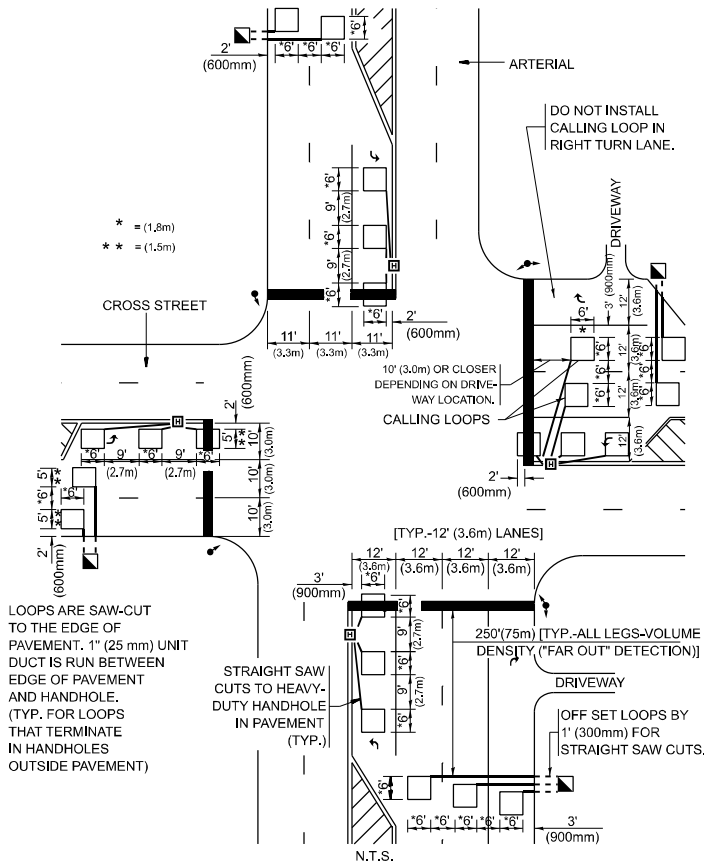 *6'
*6'
*6'
*6'
2'
(600mm)
ARTERIAL
DO NOT INSTALL
CALLING LOOP IN
RIGHT TURN LANE.
* = (1.8m)
* * = (1.5m)
*6'
9'
(2.7m)
*6'
9'
(2.7m)
*6'
*6'
2'
(600mm)
11'
(3.3m)
11'
(3.3m)
11'
(3.3m)
DRIVEWAY
3' (900mm)
12'
(3.6m)
6'
*
*6'
*6'
*6'
12'
(3.6m)
12'
(3.6m)
12'
(3.6m)
*6'
*6'
*6'
CROSS STREET
10' (3.0m) OR CLOSER
DEPENDING ON DRIVE-
WAY LOCATION.
CALLING LOOPS
2'
(600mm)
H
H
H
H
2'
(600mm)
*6'
9'
(2.7m)
*6'
9'
(2.7m)
*6'
5'
**
10'
(3.0m)
10'
(3.0m)
10'
(3.0m)
5'
**
*6'
5'
**
*6'
2'
(600mm)
[TYP.-12' (3.6m) LANES]
12'
(3.6m)
12'
(3.6m)
12'
(3.6m)
12'
(3.6m)
3'
(900mm)
*6'
*6'
9'
(2.7m)
*6'
9'
(2.7m)
*6'
LOOPS ARE SAW-CUT
TO THE EDGE OF
PAVEMENT. 1" (25 mm) UNIT
DUCT IS RUN BETWEEN
EDGE OF PAVEMENT
AND HANDHOLE.
(TYP. FOR LOOPS
THAT TERMINATE
IN HANDHOLES
OUTSIDE PAVEMENT)
STRAIGHT SAW
CUTS TO HEAVY-
DUTY HANDHOLE
IN PAVEMENT
(TYP.)
250'(75m) [TYP.-ALL LEGS-VOLUME
DENSITY ("FAR OUT" DETECTION)]
DRIVEWAY
OFF SET LOOPS BY
1' (300mm) FOR
STRAIGHT SAW CUTS.
*6'
*6'
*6'
*6'
*6'
*6'
3'
(900mm)
N.T.S.